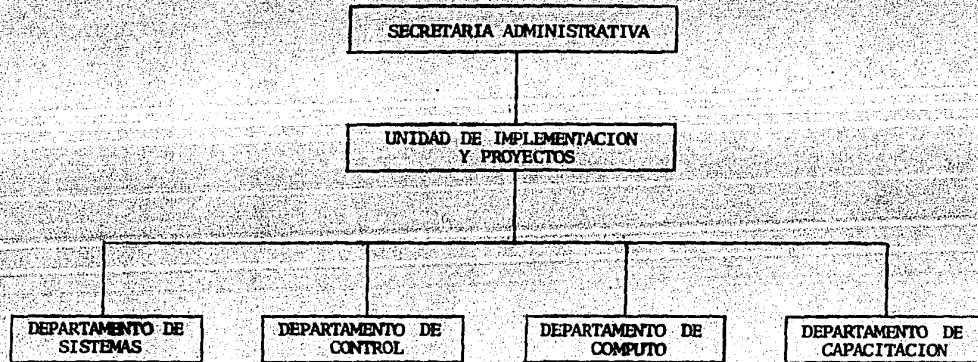 SECRETARIA ADMINISTRATIVA
UNIDAD DE IMPLEMENTACION
Y PROYECTOS
DEPARTAMENTO DE
SISTEMAS
DEPARTAMENTO DE
CONTROL
DEPARTAMENTO DE
COMPUTO
DEPARTAMENTO DE
CAPACITACION